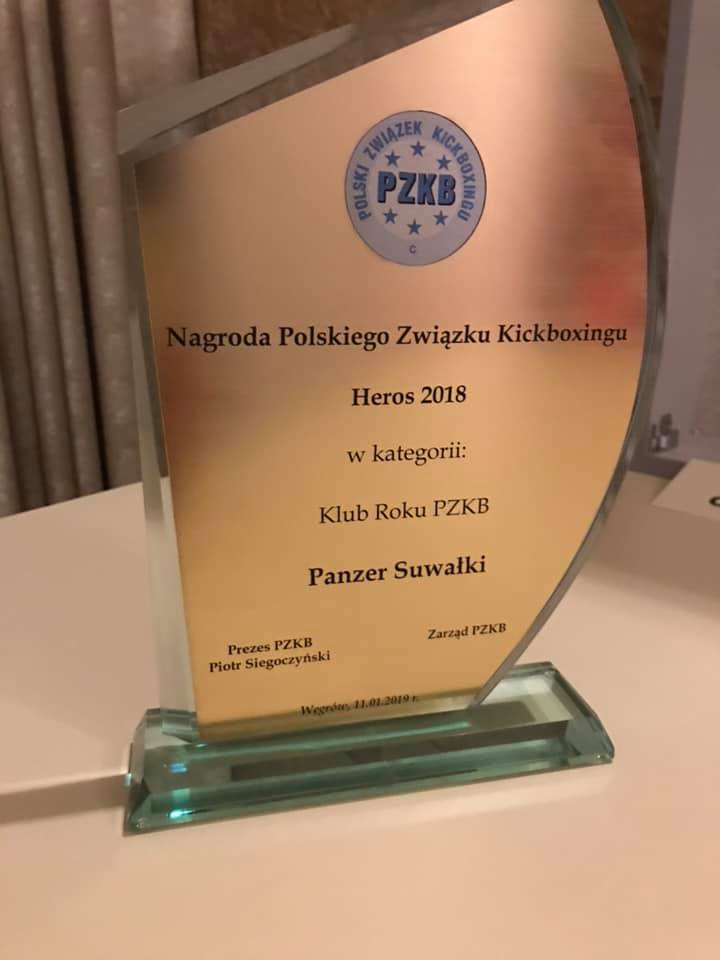 POLSKI ZWIĄZEK KICKBOXINGU
PZKB
C
Nagroda Polskiego Związku Kickboxingu
Heros 2018
w kategorii:
Klub Roku PZKB
Panzer Suwałki
Prezes PZKB
Piotr Siegoczyński
Zarząd PZKB
Węgrów, 11.01.2019 r.